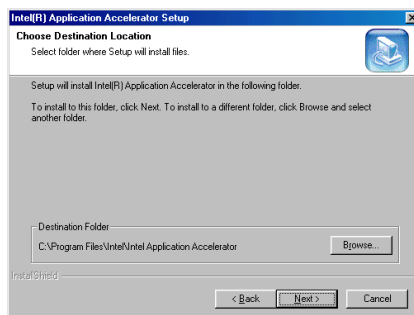 Intel(R) Application Accelerator Setup
Choose Destination Location
Select folder where Setup will install files.
Setup will install Intel(R) Application Accelerator in the following folder.
To install to this folder, click Next. To install to a different folder, click Browse and select
another folder.
Destination Folder
C:\Program Files\Intel\Intel Application Accelerator
Browse...
InstallShield
< Back
Next >
Cancel